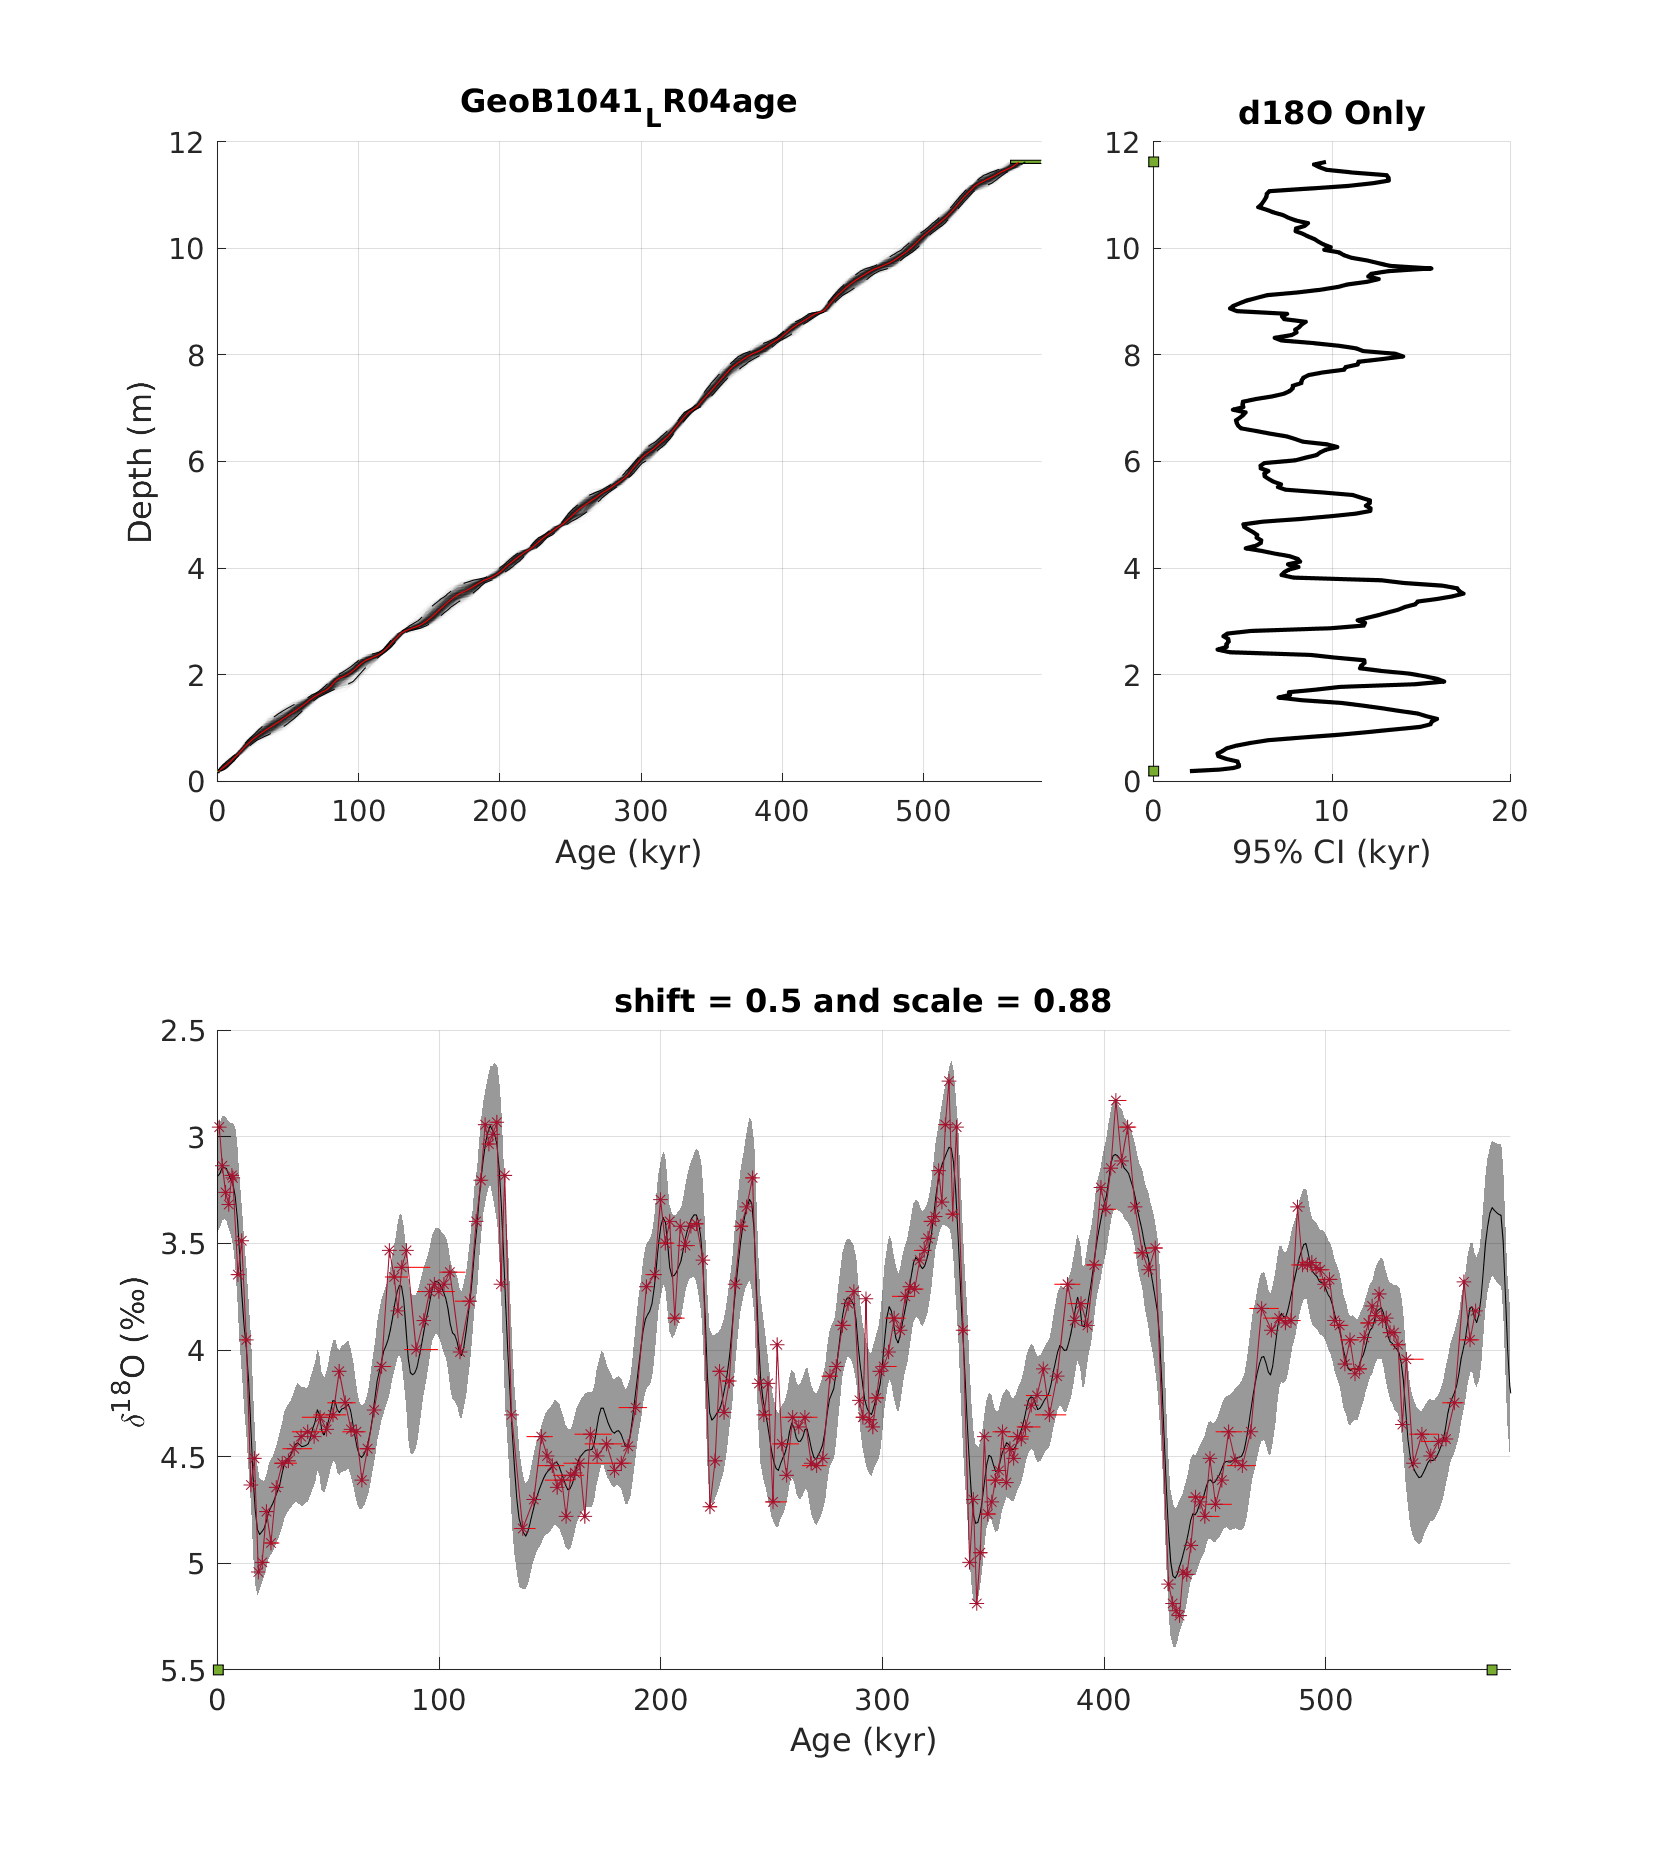 GeoB1041_LR04age
d18O Only
12
10
8
6
4
2
0
Depth (m)
0 100 200 300 400 500
Age (kyr)
12
10
8
6
4
2
0
0 10 20
95% CI (kyr)
shift = 0.5 and scale = 0.88
2.5
3
3.5
4
4.5
5
5.5
δ18O (‰)
0 100 200 300 400 500
Age (kyr)